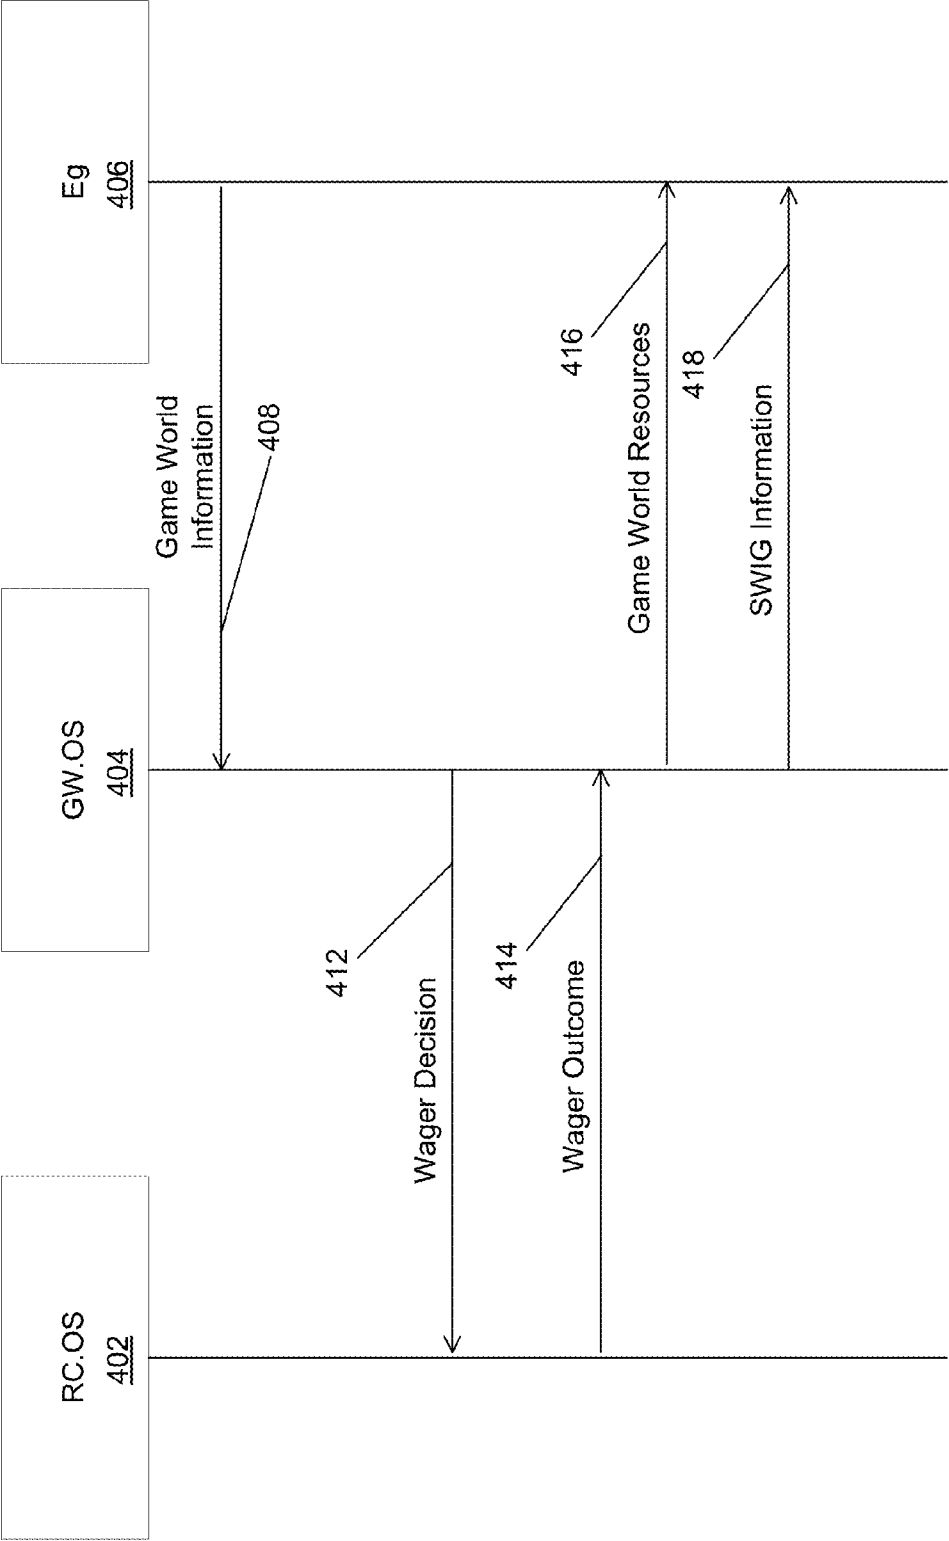 RC.OS
402
GW.OS
404
Eg
406
Game World
Information
408
412
Wager Decision
414
Wager Outcome
416
Game World Resources
418
SWIG Information